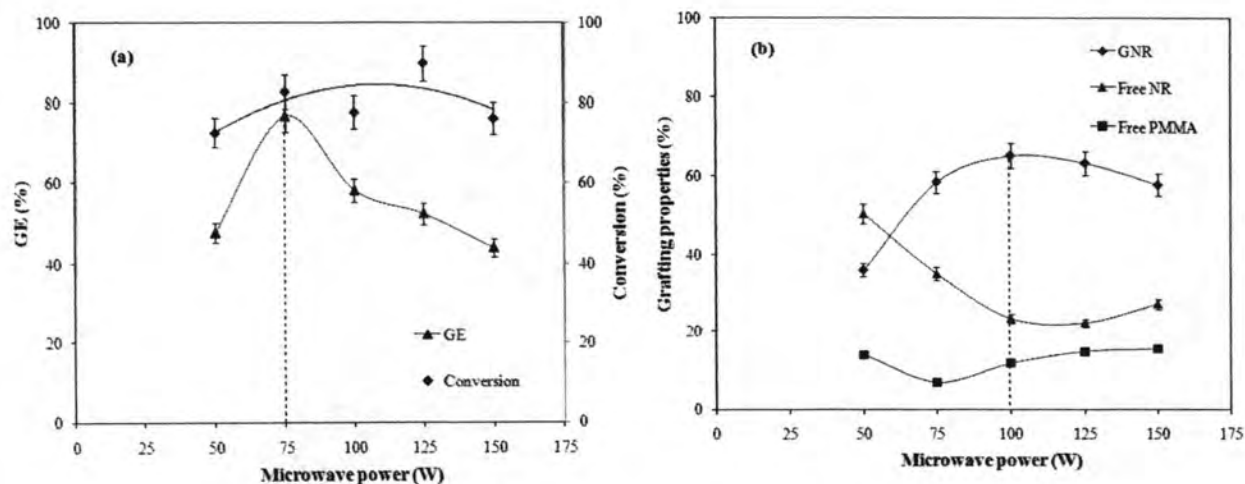 (a)
GE (%)
100
80
60
40
20
0
Conversion (%)
100
80
60
40
20
0
GE
Conversion
0 25 50 75 100 125 150 175
Microwave power (W)
(b)
Grafting properties (%)
100
80
60
40
20
0
GNR
Free NR
Free PMMA
0 25 50 75 100 125 150 175
Microwave power (W)